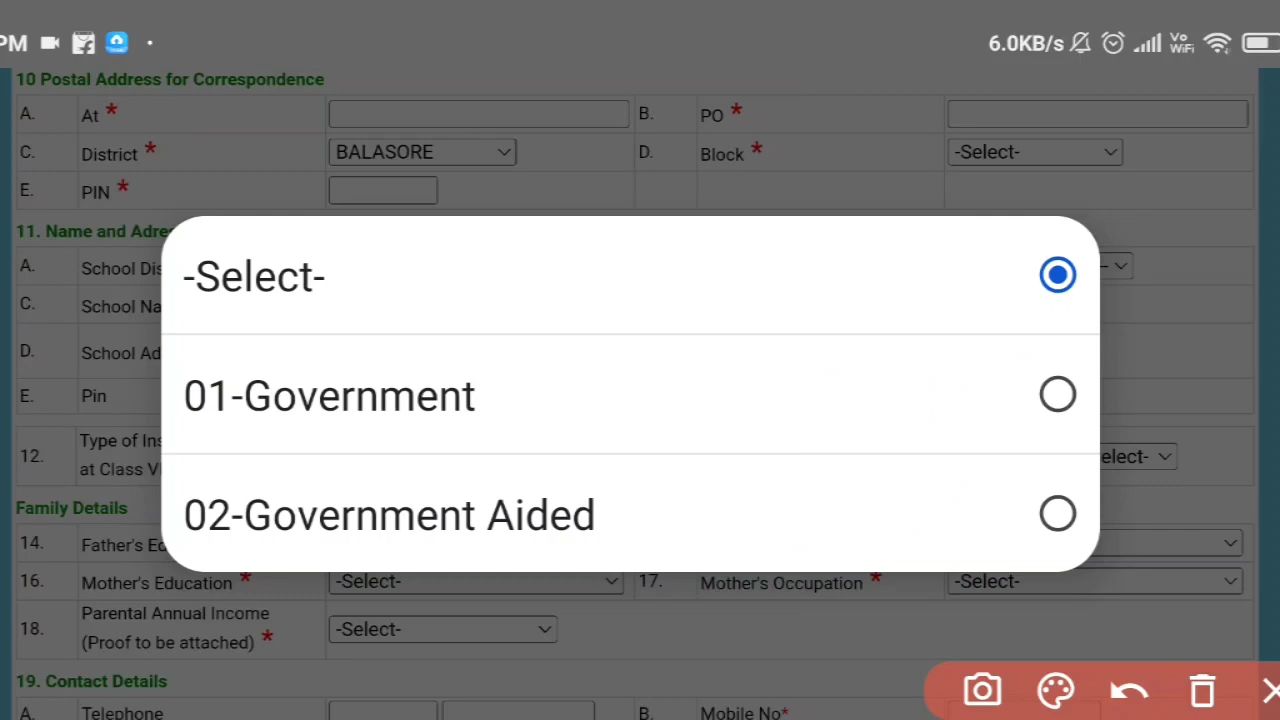 PM 6.0KB/s Vo WiFi
10 Postal Address for Correspondence
A. At * B. PO *
C. District * BALASORE D. Block * -Select-
E. PIN *
11. Name and Adre
A. School Dis
C. School Na
D. School Ad
E. Pin
-Select-
01-Government
02-Government Aided
12. Type of Ins
at Class VI elect-
Family Details
14. Father's Ed
16. Mother's Education * -Select- 17. Mother's Occupation * -Select-
18. Parental Annual Income
(Proof to be attached) * -Select-
19. Contact Details
A. Telephone B. Mobile No*